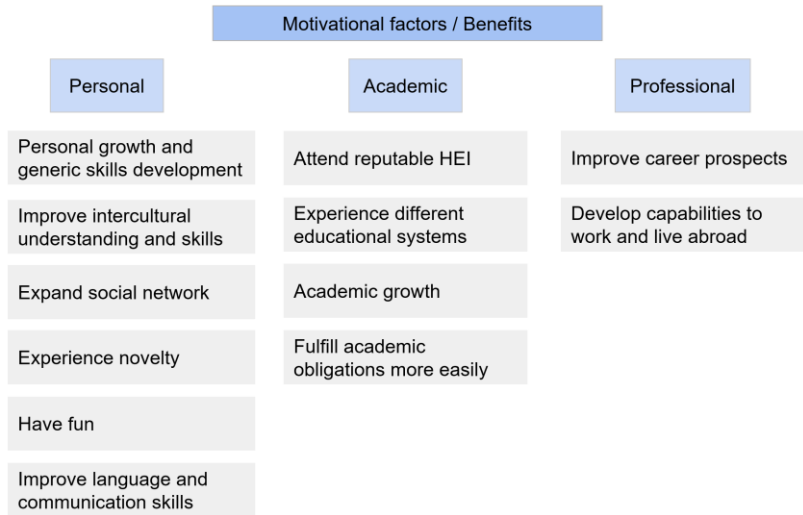 Motivational factors / Benefits
Personal
Academic
Professional
Personal growth and
generic skills development
Improve intercultural
understanding and skills
Expand social network
Experience novelty
Have fun
Improve language and
communication skills
Attend reputable HEI
Experience different
educational systems
Academic growth
Fulfill academic
obligations more easily
Improve career prospects
Develop capabilities to
work and live abroad